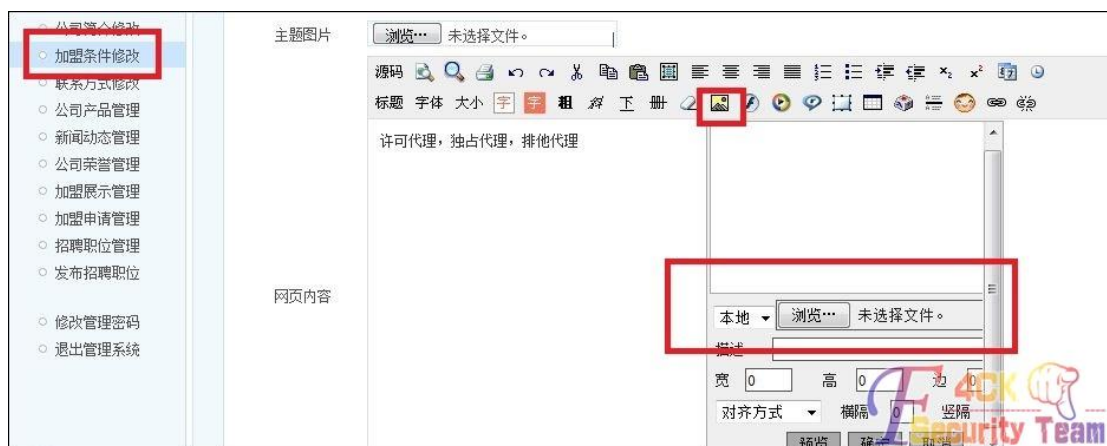 公司简介修改
加盟条件修改
联系方式修改
公司产品管理
新闻动态管理
公司荣誉管理
加盟展示管理
加盟申请管理
招聘职位管理
发布招聘职位
修改管理密码
退出管理系统
主题图片
浏览… 未选择文件。
源码
标题 字体 大小 字 字 粗 斜 下 册
许可代理，独占代理，排他代理
网页内容
本地 浏览… 未选择文件。
描述
宽 0 高 0 边 0
对齐方式 横隔 0 竖隔
预览 确定 取消
F4CK
Security Team